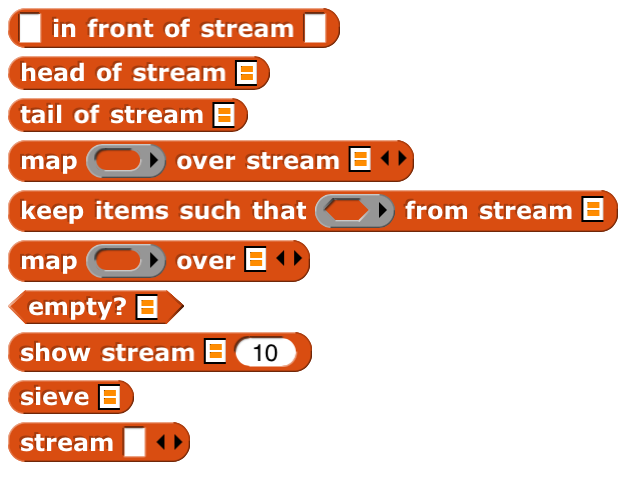 in front of stream
head of stream
tail of stream
map over stream
keep items such that from stream
map over
empty?
show stream 10
sieve
stream